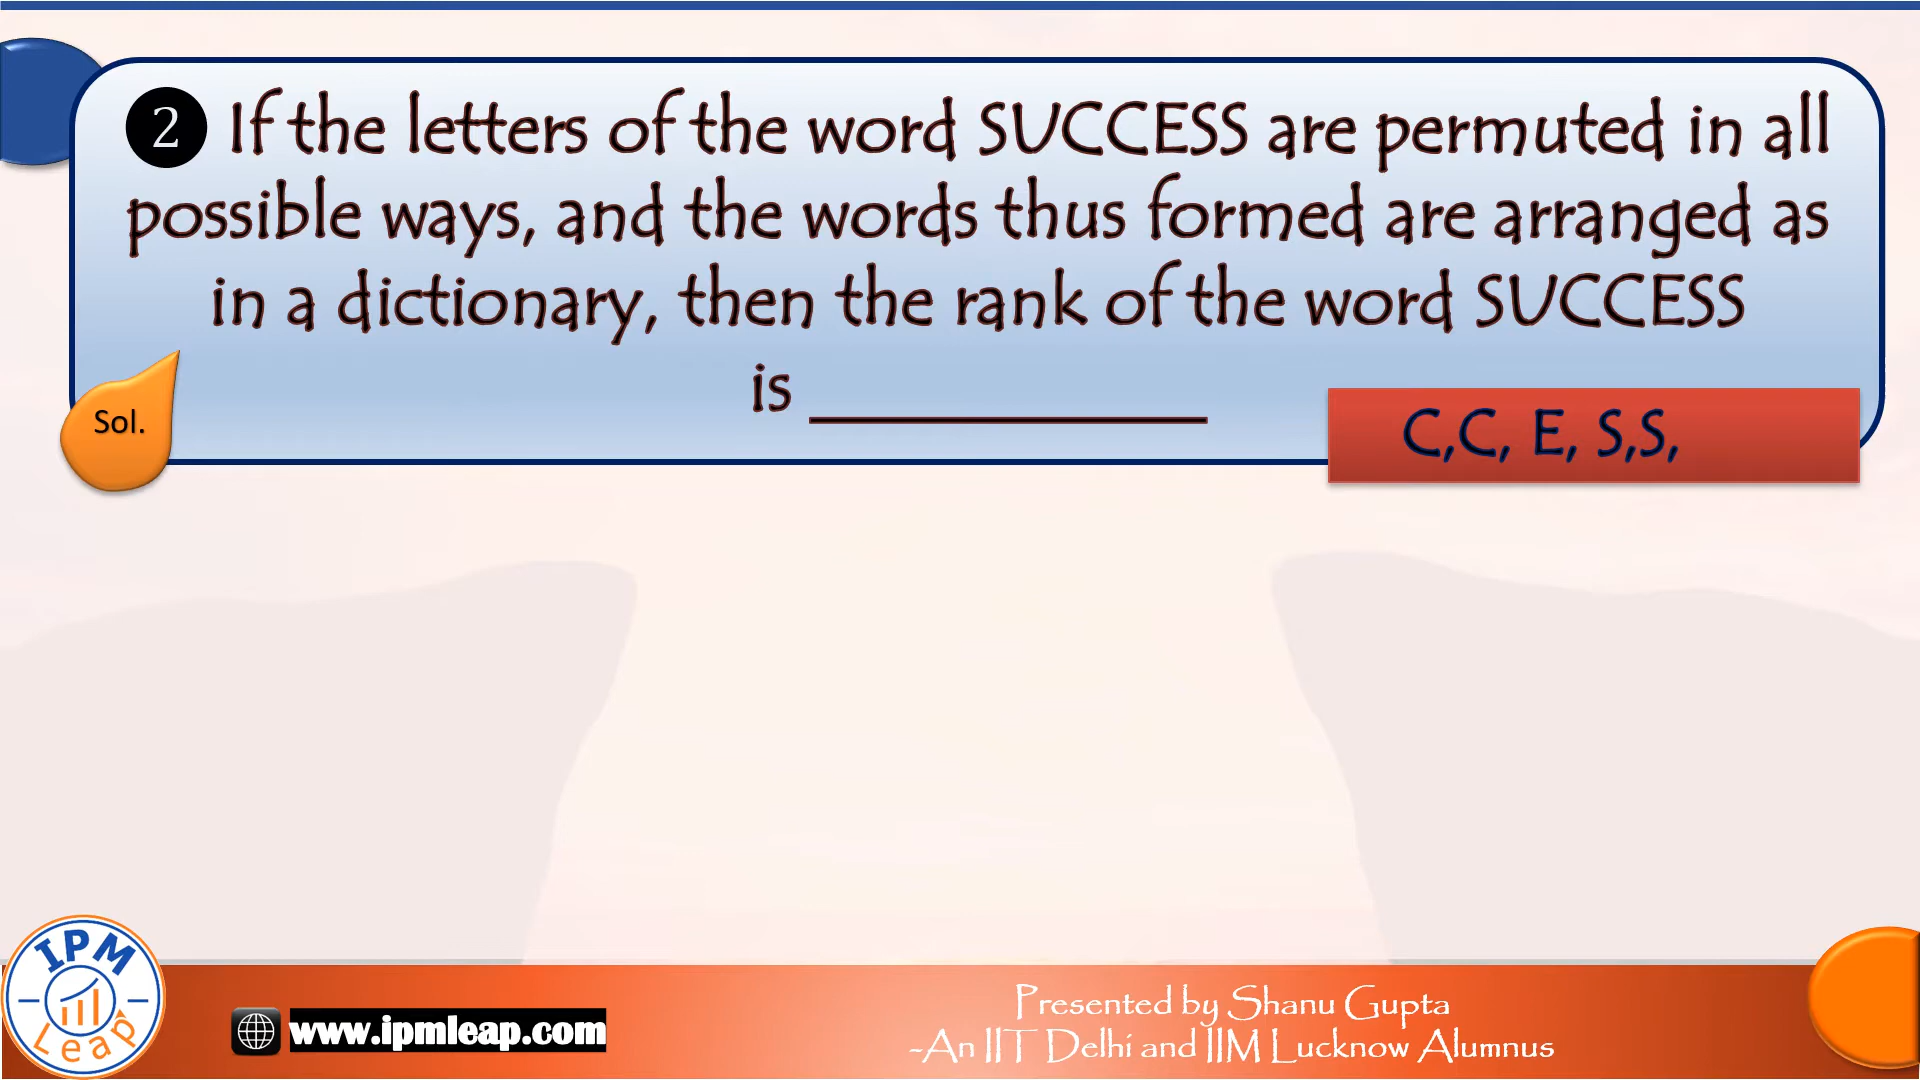 ❷ If the letters of the word SUCCESS are permuted in all
possible ways, and the words thus formed are arranged as
in a dictionary, then the rank of the word SUCCESS
is ____________
Sol.
C,C, E, S,S,
IPM
Leap
www.ipmleap.com
Presented by Shanu Gupta
-An IIT Delhi and IIM Lucknow Alumnus